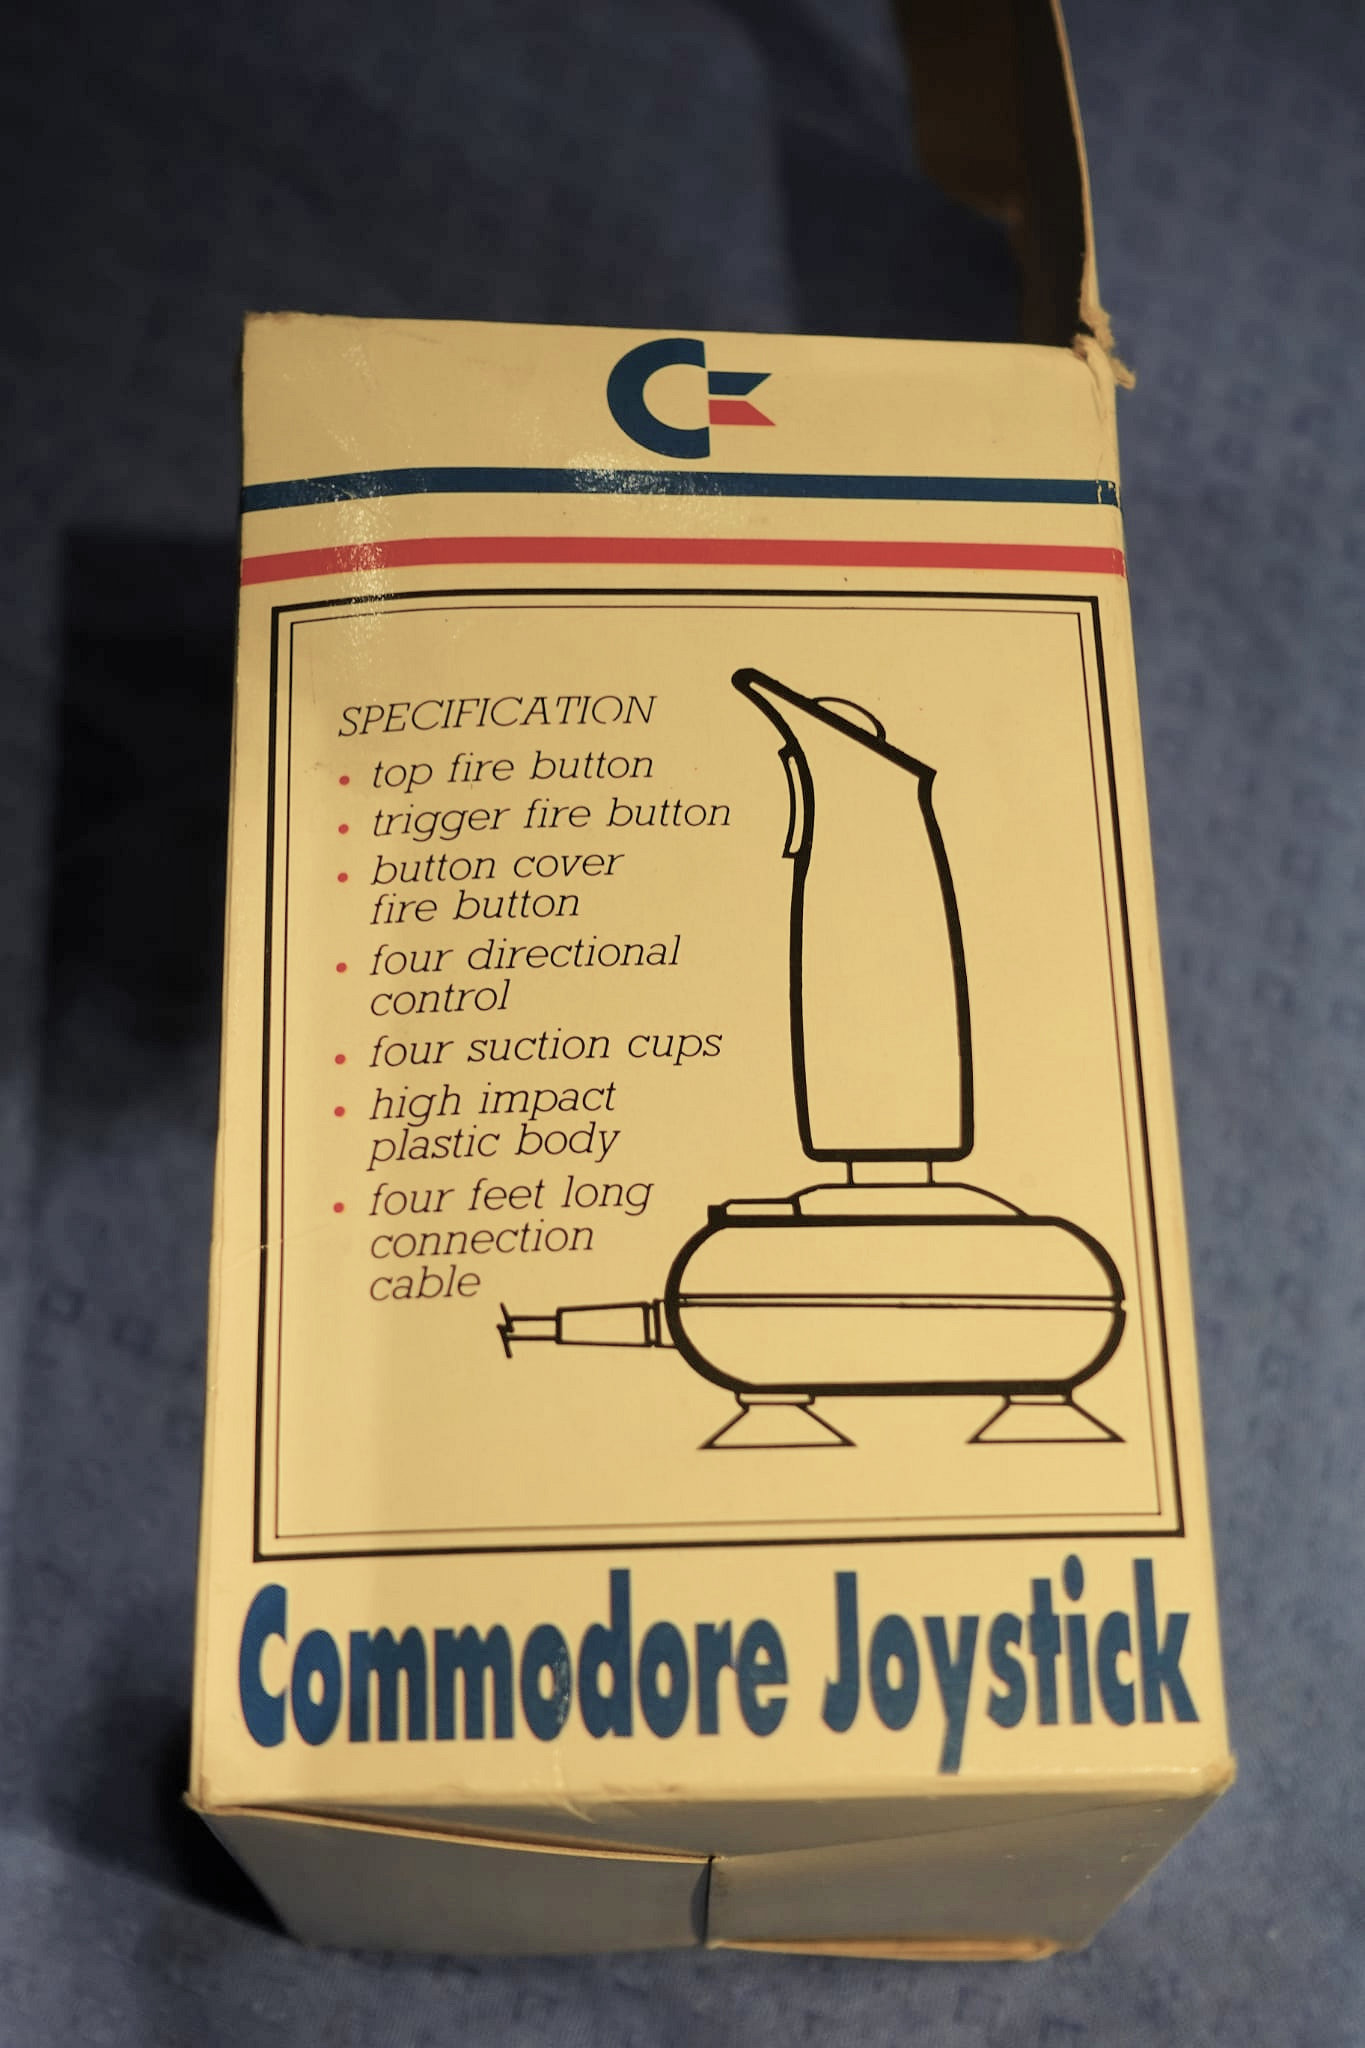 SPECIFICATION
• top fire button
• trigger fire button
• button cover
fire button
• four directional
control
• four suction cups
• high impact
plastic body
• four feet long
connection
cable
Commodore Joystick